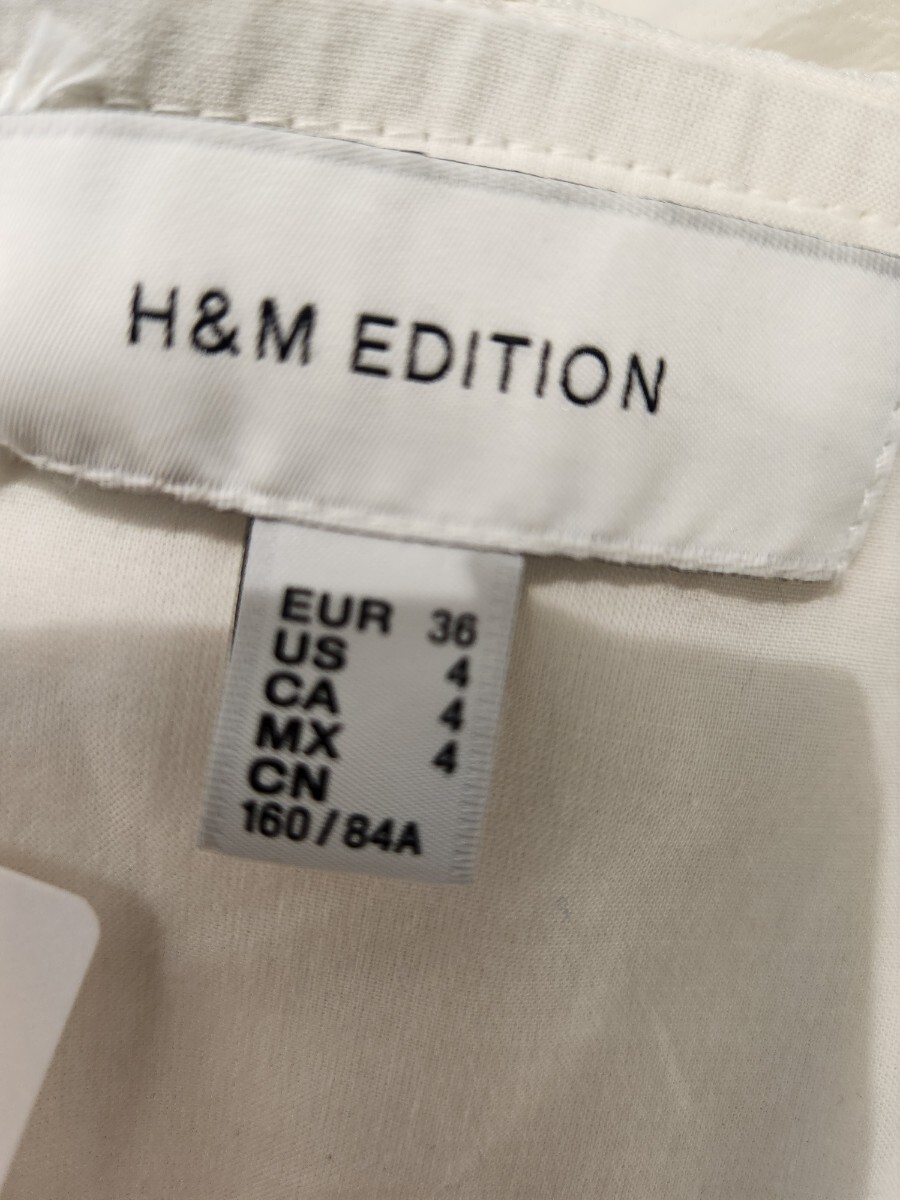 H&M EDITION
EUR 36
US 4
CA 4
MX 4
CN
160/84A